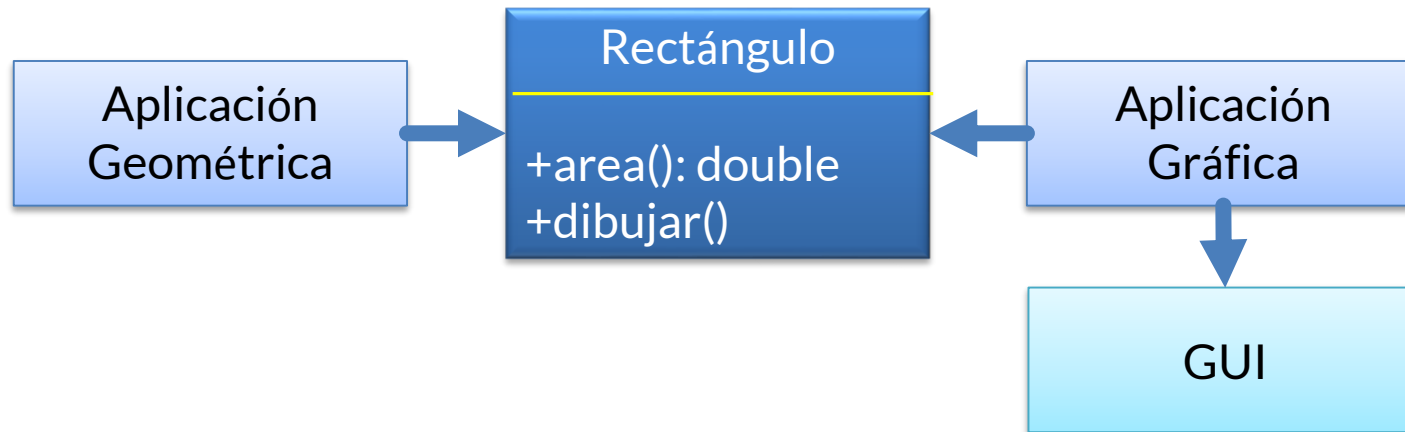 Aplicación
Geométrica
Rectángulo
+area(): double
+dibujar()
Aplicación
Gráfica
GUI